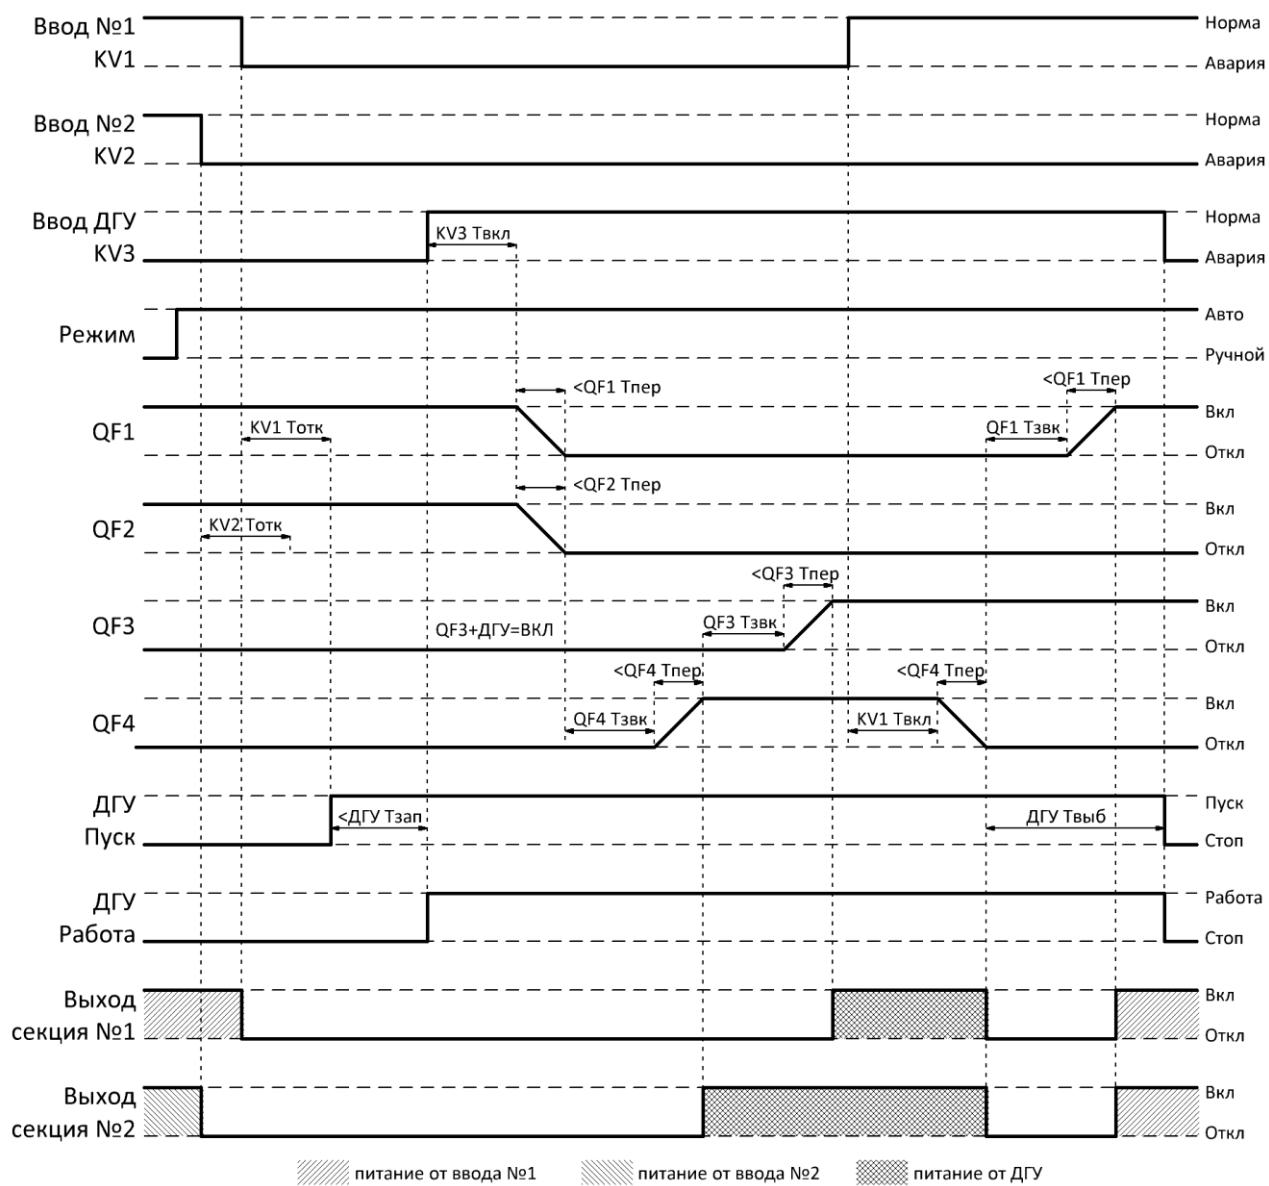 Ввод №1
KV1
Норма
Авария
Ввод №2
KV2
Норма
Авария
Ввод ДГУ
KV3
KV3 Твкл
Норма
Авария
Режим
Авто
Ручной
QF1
KV1 Тотк
<QF1 Тпер
QF1 Тзвк
<QF1 Тпер
Вкл
Откл
QF2
KV2 Тотк
<QF2 Тпер
Вкл
Откл
QF3
QF3+ДГУ=ВКЛ
QF3 Тзвк
<QF3 Тпер
Вкл
Откл
QF4
QF4 Тзвк
<QF4 Тпер
KV1 Твкл
<QF4 Тпер
Вкл
Откл
ДГУ
Пуск
<ДГУ Тзап
ДГУ Твыб
Пуск
Стоп
ДГУ
Работа
Работа
Стоп
Выход
секция №1
Вкл
Откл
Выход
секция №2
Вкл
Откл
питание от ввода №1
питание от ввода №2
питание от ДГУ